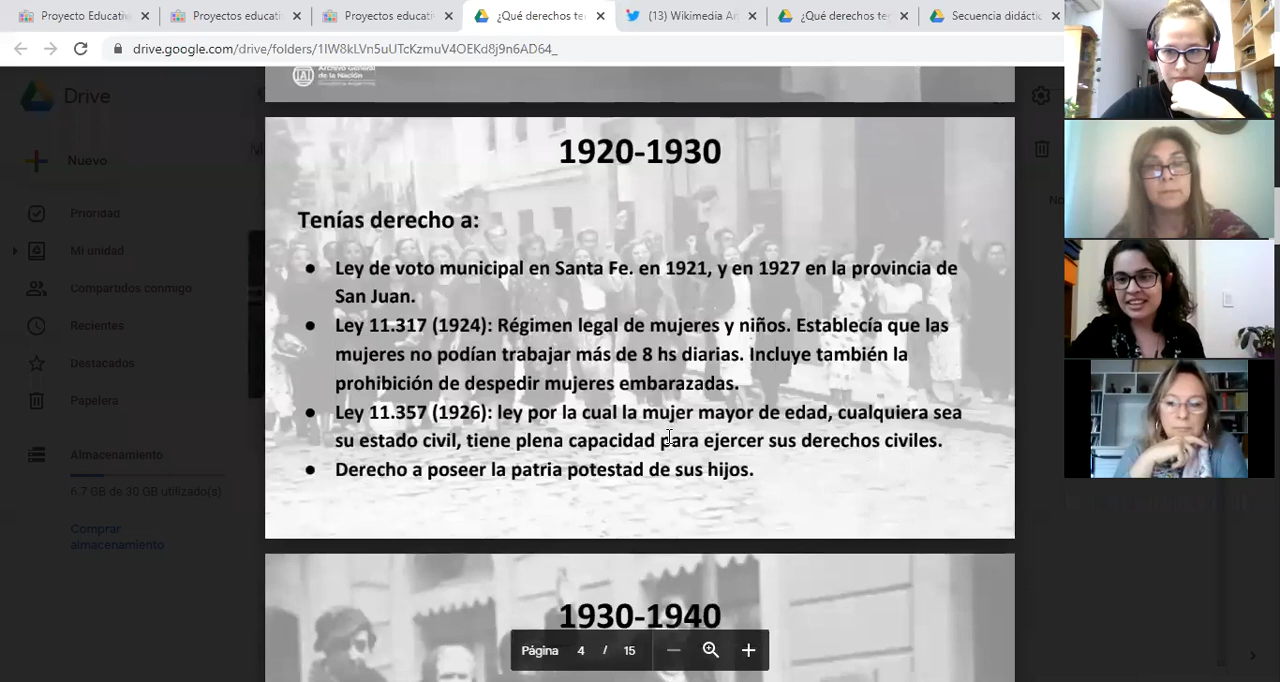 Proyecto Educati
Proyectos educati
Proyectos educati
¿Qué derechos te
(13) Wikimedia Ar
¿Qué derechos te
Secuencia didáctic
drive.google.com/drive/folders/1IW8kLVn5uUTcKzmuV4OEKd8j9n6AD64_
Drive
Nuevo
Prioridad
Mi unidad
Compartidos conmigo
Recientes
Destacados
Papelera
Almacenamiento
6.7 GB de 30 GB utilizado(s)
Comprar
almacenamiento
Archivo General
de la Nación
1920-1930
Tenías derecho a:
● Ley de voto municipal en Santa Fe. en 1921, y en 1927 en la provincia de
San Juan.
● Ley 11.317 (1924): Régimen legal de mujeres y niños. Establecía que las
mujeres no podían trabajar más de 8 hs diarias. Incluye también la
prohibición de despedir mujeres embarazadas.
● Ley 11.357 (1926): ley por la cual la mujer mayor de edad, cualquiera sea
su estado civil, tiene plena capacidad para ejercer sus derechos civiles.
● Derecho a poseer la patria potestad de sus hijos.
1930-1940
Página 4 / 15